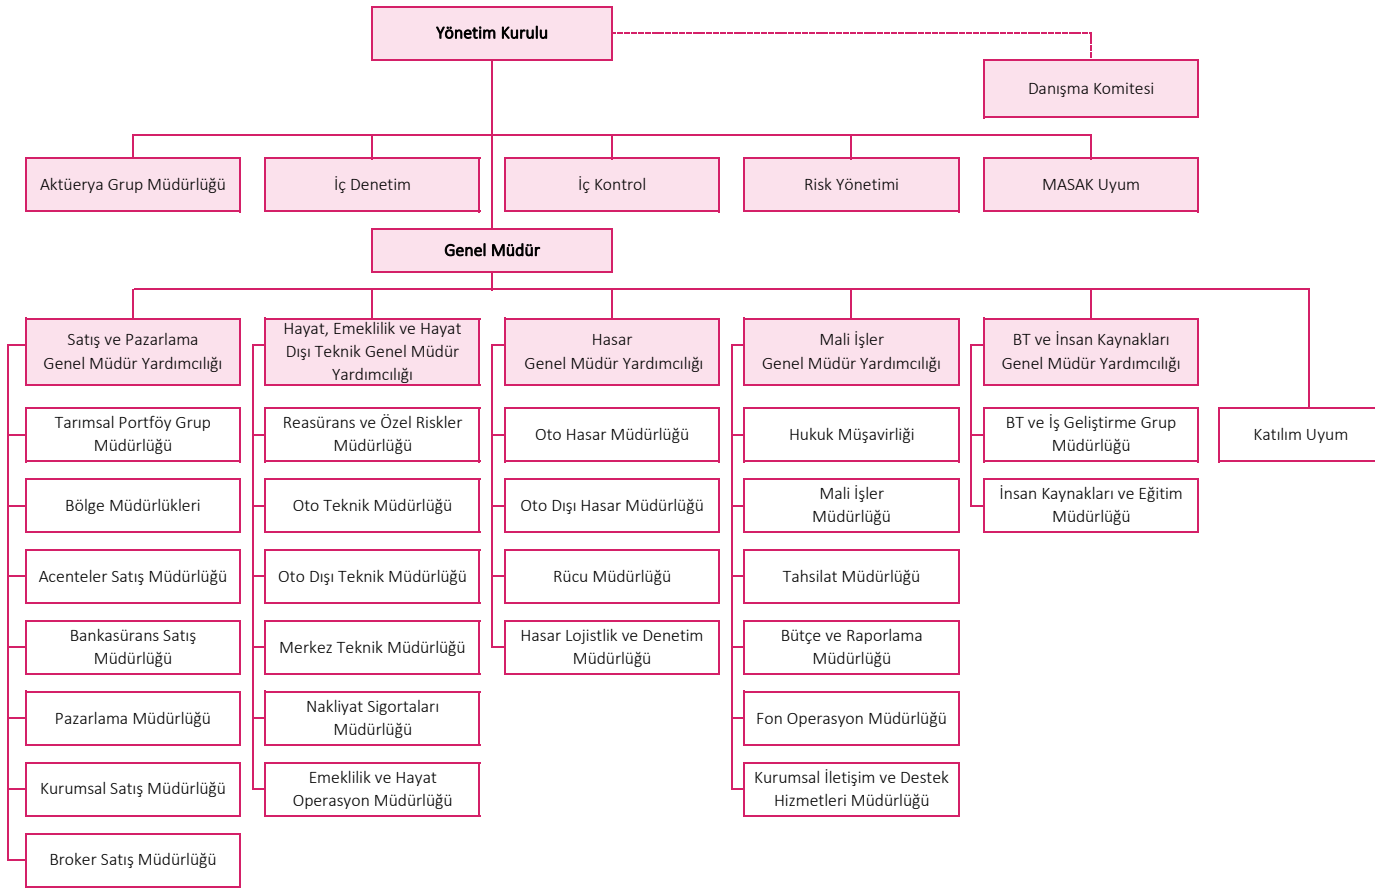 Yönetim Kurulu
Danışma Komitesi
Aktüerya Grup Müdürlüğü
İç Denetim
İç Kontrol
Risk Yönetimi
MASAK Uyum
Genel Müdür
Satış ve Pazarlama
Genel Müdür Yardımcılığı
Tarımsal Portföy Grup
Müdürlüğü
Bölge Müdürlükleri
Acenteler Satış Müdürlüğü
Bankasürans Satış
Müdürlüğü
Pazarlama Müdürlüğü
Kurumsal Satış Müdürlüğü
Broker Satış Müdürlüğü
Hayat, Emeklilik ve Hayat
Dışı Teknik Genel Müdür
Yardımcılığı
Reasürans ve Özel Riskler
Müdürlüğü
Oto Teknik Müdürlüğü
Oto Dışı Teknik Müdürlüğü
Merkez Teknik Müdürlüğü
Nakliyat Sigortaları
Müdürlüğü
Emeklilik ve Hayat
Operasyon Müdürlüğü
Hasar
Genel Müdür Yardımcılığı
Oto Hasar Müdürlüğü
Oto Dışı Hasar Müdürlüğü
Rücu Müdürlüğü
Hasar Lojistlik ve Denetim
Müdürlüğü
Mali İşler
Genel Müdür Yardımcılığı
Hukuk Müşavirliği
Mali İşler
Müdürlüğü
Tahsilat Müdürlüğü
Bütçe ve Raporlama
Müdürlüğü
Fon Operasyon Müdürlüğü
Kurumsal İletişim ve Destek
Hizmetleri Müdürlüğü
BT ve İnsan Kaynakları
Genel Müdür Yardımcılığı
BT ve İş Geliştirme Grup
Müdürlüğü
İnsan Kaynakları ve Eğitim
Müdürlüğü
Katılım Uyum